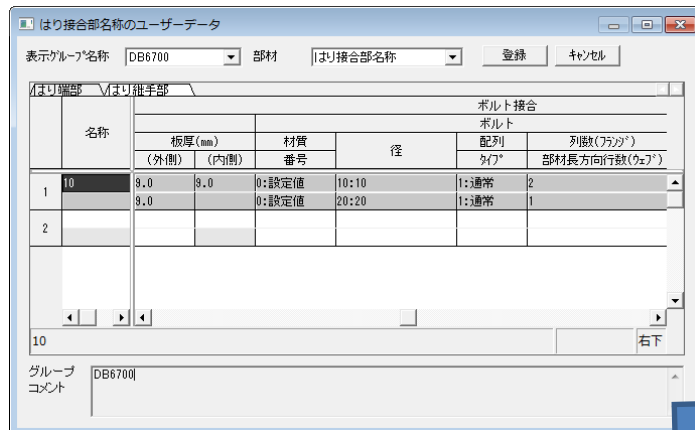 はり接合部名称のユーザーデータ
表示ｸﾞﾙｰﾌﾟ名称 DB6700 部材 はり接合部名称 登録 ｷｬﾝｾﾙ
はり端部 はり継手部
ボルト接合
ボルト
名称 板厚(mm) 材質 径 配列 列数(ﾌﾗﾝｼﾞ)
(外側) (内側) 番号 ﾀｲﾌﾟ 部材長方向行数(ｳｪﾌﾞ)
1 10 9.0 9.0 0:設定値 10:10 1:通常 2
9.0 0:設定値 20:20 1:通常 1
2
10 右下
グループ
コメント
DB6700